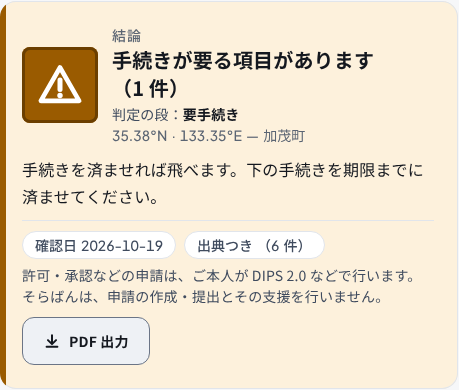 結論
手続きが要る項目があります
（1 件）
判定の段：要手続き
35.38°N · 133.35°E — 加茂町
手続きを済ませれば飛べます。下の手続きを期限までに
済ませてください。
確認日 2026-10-19
出典つき （6 件）
許可・承認などの申請は、ご本人が DIPS 2.0 などで行います。
そらばんは、申請の作成・提出とその支援を行いません。
PDF 出力